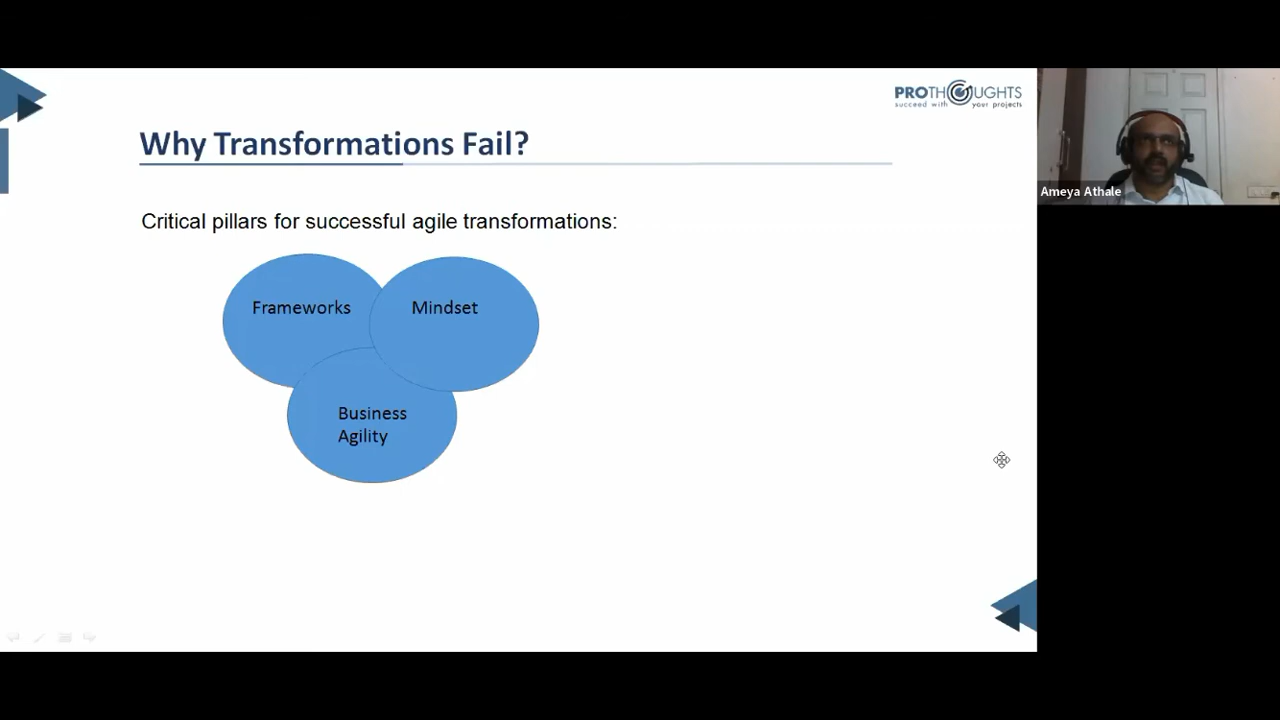 PROTHOUGHTS
succeed with your projects
Why Transformations Fail?
Ameya Athale
Critical pillars for successful agile transformations:
Frameworks
Mindset
Business
Agility